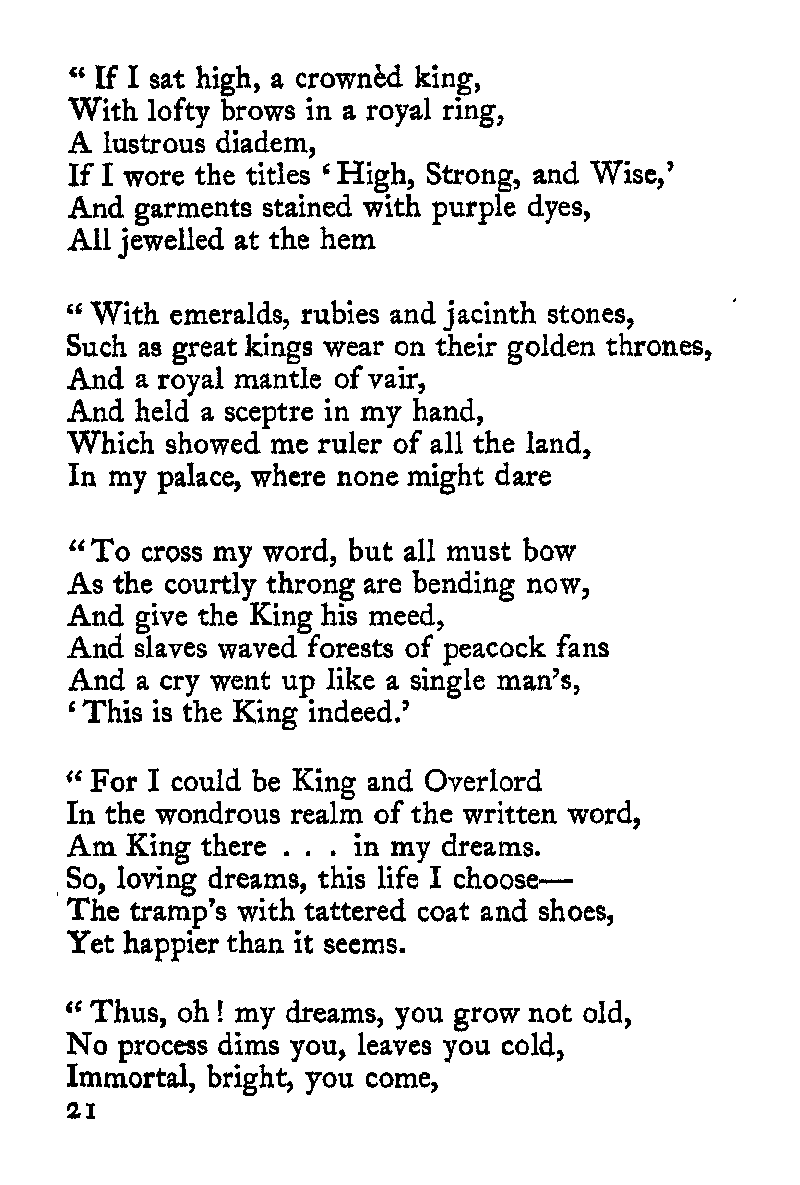 “ If I sat high, a crownèd king,
With lofty brows in a royal ring,
A lustrous diadem,
If I wore the titles ‘ High, Strong, and Wise,’
And garments stained with purple dyes,
All jewelled at the hem

“ With emeralds, rubies and jacinth stones,
Such as great kings wear on their golden thrones,
And a royal mantle of vair,
And held a sceptre in my hand,
Which showed me ruler of all the land,
In my palace, where none might dare

“ To cross my word, but all must bow
As the courtly throng are bending now,
And give the King his meed,
And slaves waved forests of peacock fans
And a cry went up like a single man’s,
‘ This is the King indeed.’

“ For I could be King and Overlord
In the wondrous realm of the written word,
Am King there . . . in my dreams.
So, loving dreams, this life I choose—
The tramp’s with tattered coat and shoes,
Yet happier than it seems.

“ Thus, oh ! my dreams, you grow not old,
No process dims you, leaves you cold,
Immortal, bright, you come,
21